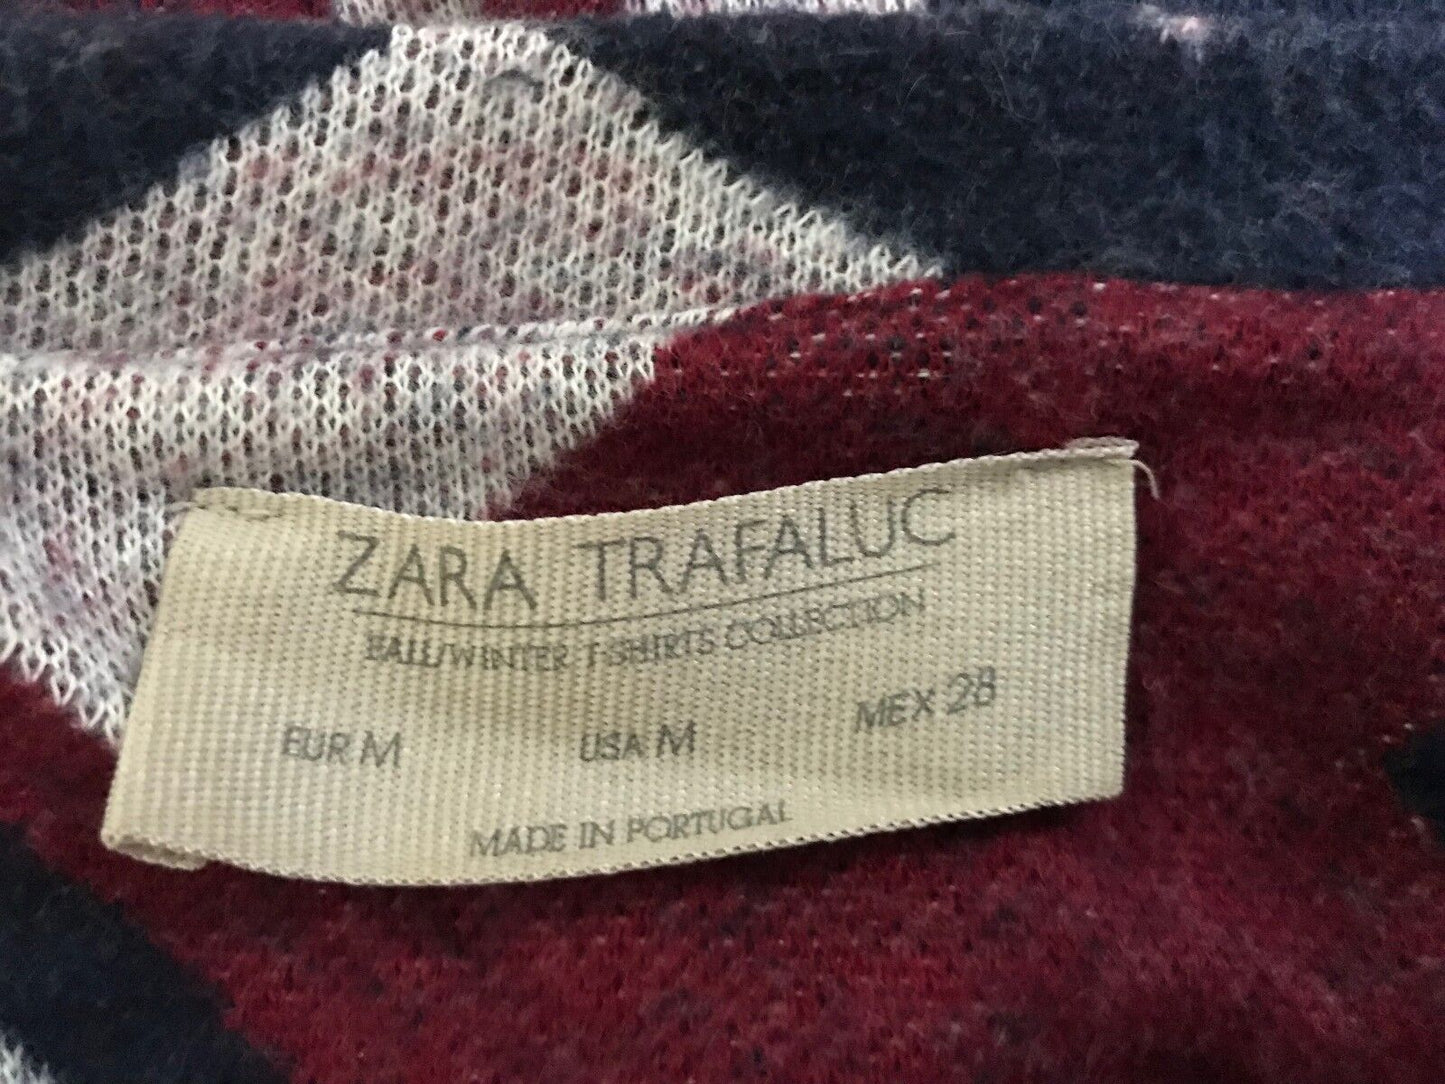 ZARA TRAFALUC
FALL/WINTER T-SHIRTS COLLECTION
EUR M USA M MEX 28
MADE IN PORTUGAL